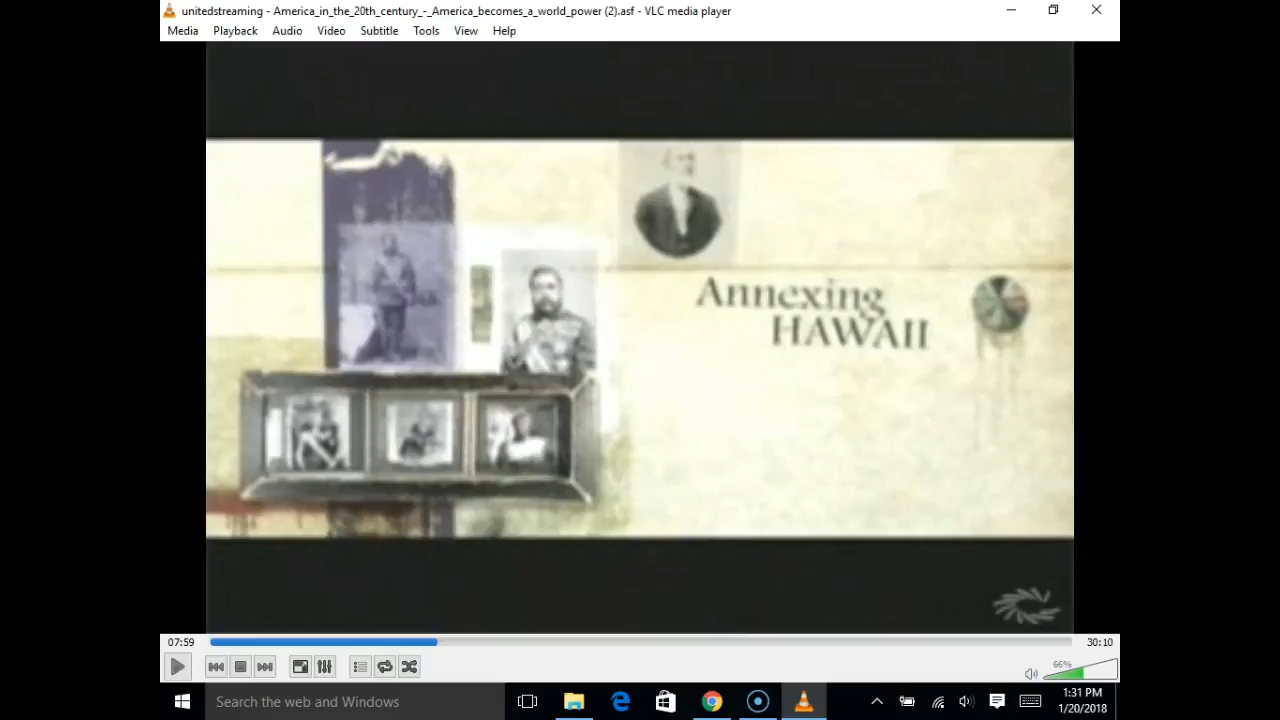 unitedstreaming - America_in_the_20th_century_-_America_becomes_a_world_power (2).asf - VLC media player
Media Playback Audio Video Subtitle Tools View Help
Annexing
HAWAII
07:59
30:10
66%
Search the web and Windows
1:31 PM
1/20/2018